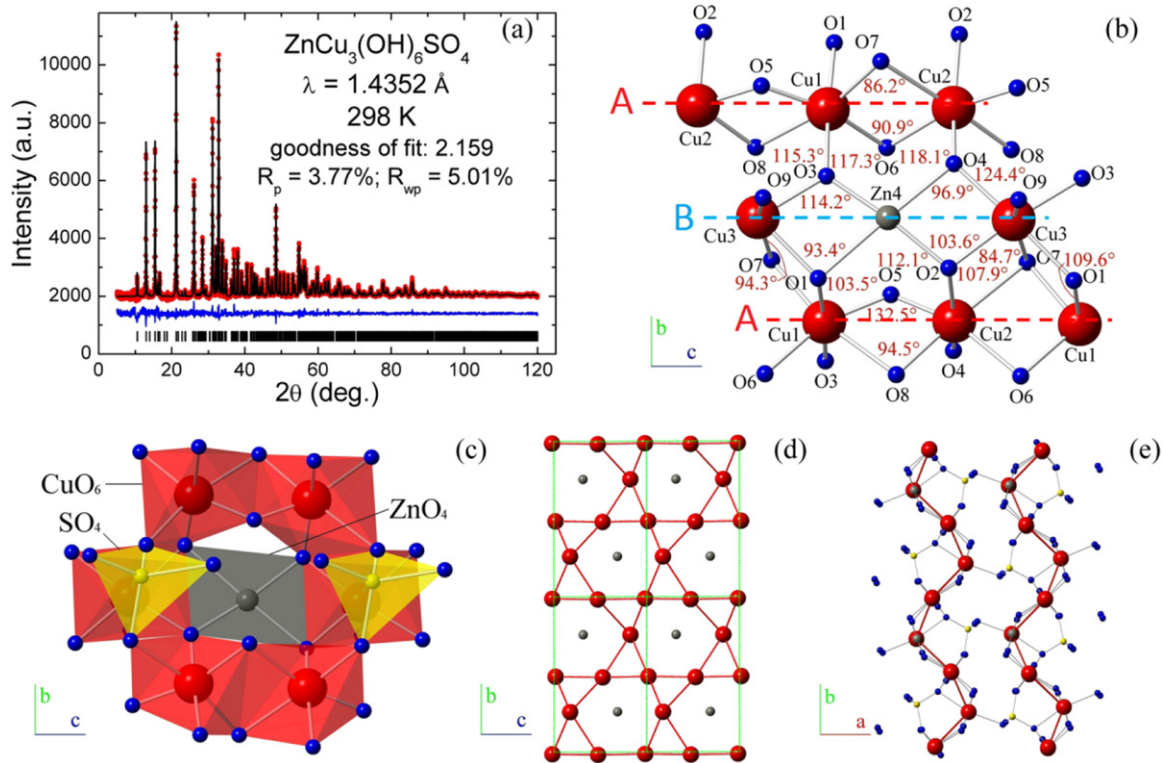 (a)
ZnCu₃(OH)₆SO₄
λ = 1.4352 Å
298 K
goodness of fit: 2.159
Rₚ = 3.77%; R_wp = 5.01%
Intensity (a.u.)
10000
8000
6000
4000
2000
0
0 20 40 60 80 100 120
2θ (deg.)
(b)
O2 O1 O7 O2
O5 Cu1 Cu2 O5
86.2°
A
90.9°
Cu2
O8 O6 O8
115.3° 117.3° 118.1° O4 124.4°
O3 O3
O9 Zn4 96.9° O9
114.2°
B
Cu3 Cu3
93.4° 103.6° 84.7° 109.6°
O7 112.1° O7
94.3° O1 103.5° O5 O2 107.9° O1
A
132.5°
Cu1 Cu2 Cu1
94.5°
O6 O3 O8 O4 O6
b
c
(c)
CuO₆
SO₄
ZnO₄
b
c
(d)
b
c
(e)
b
a